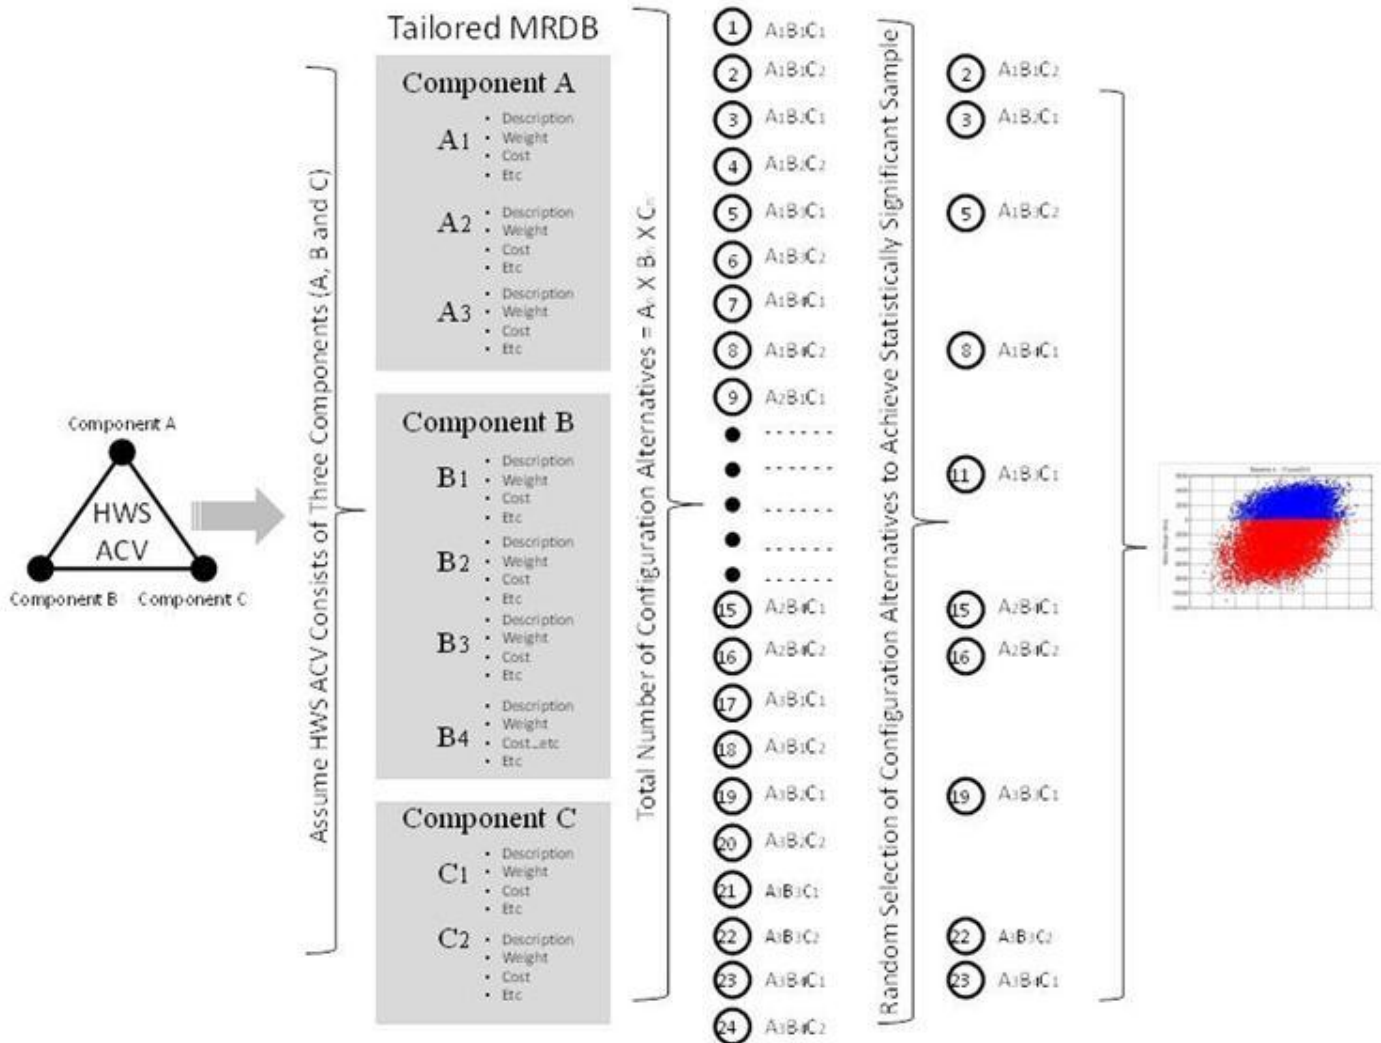 Component A
HWS
ACV
Component B
Component C
Assume HWS ACV Consists of Three Components (A, B and C)
Tailored MRDB
Component A
A1
• Description
• Weight
• Cost
• Etc
A2
• Description
• Weight
• Cost
• Etc
A3
• Description
• Weight
• Cost
• Etc
Component B
B1
• Description
• Weight
• Cost
• Etc
B2
• Description
• Weight
• Cost
• Etc
B3
• Description
• Weight
• Cost
• Etc
B4
• Description
• Weight
• Cost...etc
• Etc
Component C
C1
• Description
• Weight
• Cost
• Etc
C2
• Description
• Weight
• Cost
• Etc
Total Number of Configuration Alternatives = An X Bn X Cn
1 A1B1C1
2 A1B1C2
3 A1B2C1
4 A1B2C2
5 A1B3C1
6 A1B3C2
7 A1B4C1
8 A1B4C2
9 A2B1C1
15 A2B4C1
16 A2B4C2
17 A3B1C1
18 A3B1C2
19 A3B2C1
20 A3B2C2
21 A3B3C1
22 A3B3C2
23 A3B4C1
24 A3B4C2
Random Selection of Configuration Alternatives to Achieve Statistically Significant Sample
2 A1B1C2
3 A1B2C1
5 A1B3C2
8 A1B4C1
11 A1B3C1
15 A2B4C1
16 A2B4C2
19 A3B3C1
22 A3B3C2
23 A3B4C1